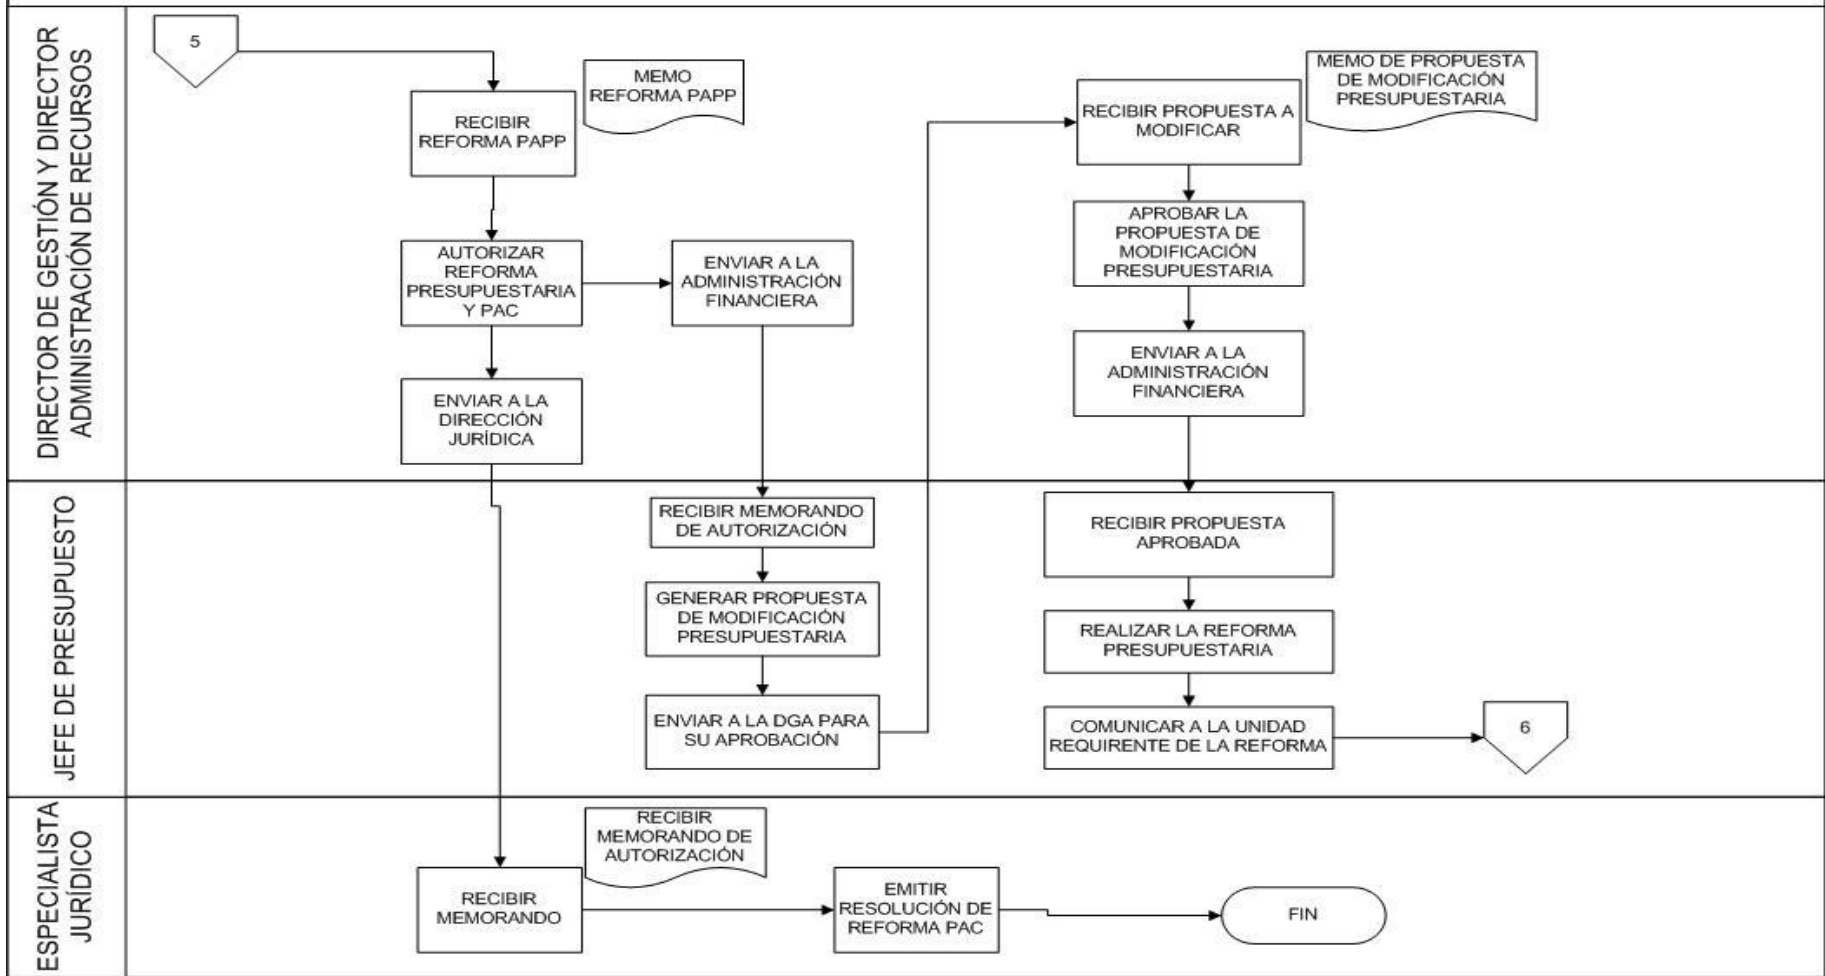 DIRECTOR DE GESTIÓN Y DIRECTOR
ADMINISTRACIÓN DE RECURSOS
5
RECIBIR
REFORMA PAPP
MEMO
REFORMA PAPP
AUTORIZAR
REFORMA
PRESUPUESTARIA
Y PAC
ENVIAR A LA
ADMINISTRACIÓN
FINANCIERA
ENVIAR A LA
DIRECCIÓN
JURÍDICA
RECIBIR PROPUESTA A
MODIFICAR
MEMO DE PROPUESTA
DE MODIFICACIÓN
PRESUPUESTARIA
APROBAR LA
PROPUESTA DE
MODIFICACIÓN
PRESUPUESTARIA
ENVIAR A LA
ADMINISTRACIÓN
FINANCIERA
JEFE DE PRESUPUESTO
RECIBIR MEMORANDO
DE AUTORIZACIÓN
GENERAR PROPUESTA
DE MODIFICACIÓN
PRESUPUESTARIA
ENVIAR A LA DGA PARA
SU APROBACIÓN
RECIBIR PROPUESTA
APROBADA
REALIZAR LA REFORMA
PRESUPUESTARIA
COMUNICAR A LA UNIDAD
REQUIRENTE DE LA REFORMA
6
ESPECIALISTA
JURÍDICO
RECIBIR
MEMORANDO
RECIBIR
MEMORANDO DE
AUTORIZACIÓN
EMITIR
RESOLUCIÓN DE
REFORMA PAC
FIN